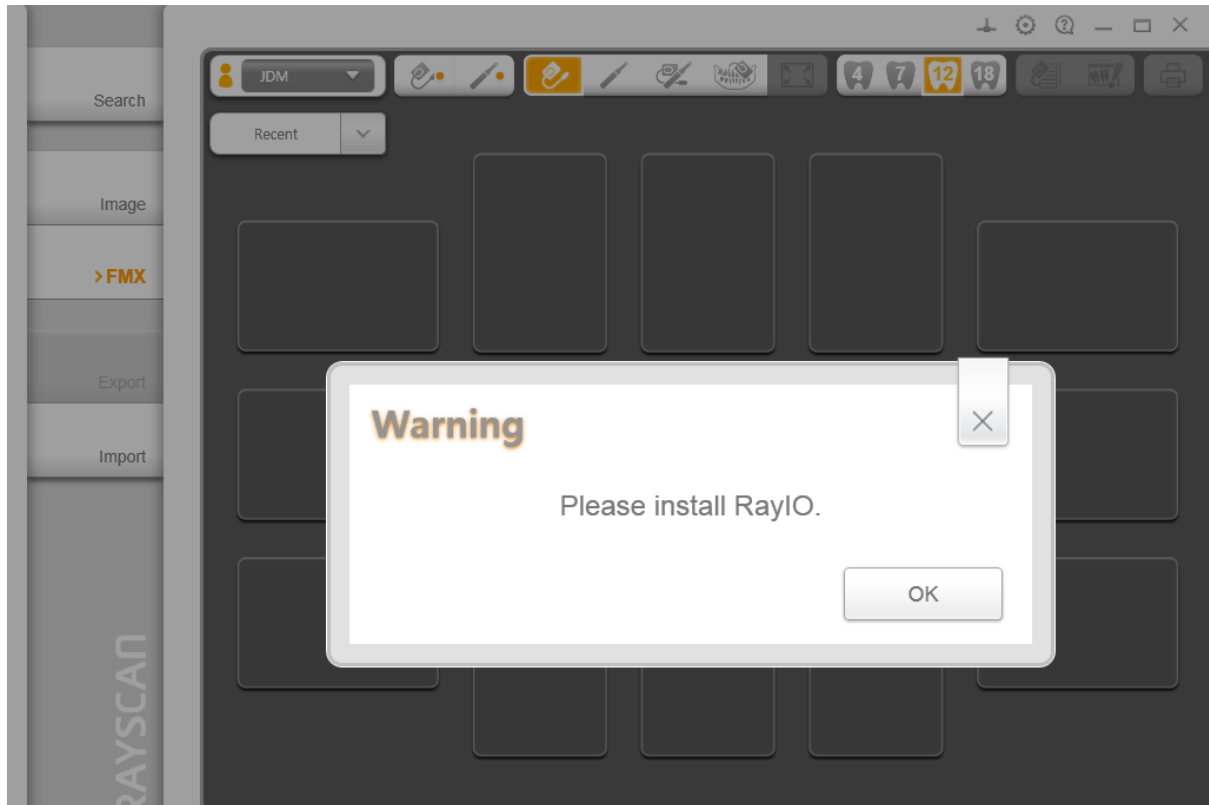 JDM
4 7 12 18
Search
Recent
Image
>FMX
Export
Import
Warning
Please install RayIO.
OK
RAYSCAN